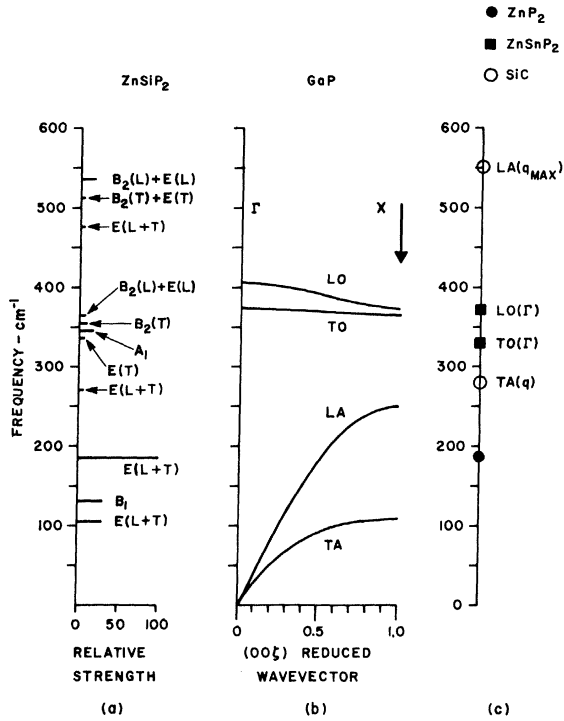 ZnP2
ZnSnP2
SiC
ZnSiP2
GaP
600
500
400
300
200
100
B2(L)+E(L)
B2(T)+E(T)
E(L+T)
B2(L)+E(L)
B2(T)
A1
E(T)
E(L+T)
E(L+T)
B1
E(L+T)
FREQUENCY - cm-1
0 50 100
RELATIVE
STRENGTH
(a)
Γ
X
LO
TO
LA
TA
0 0.5 1.0
(00ζ) REDUCED
WAVEVECTOR
(b)
600
500
400
300
200
100
0
LA(qMAX)
LO(Γ)
TO(Γ)
TA(q)
(c)